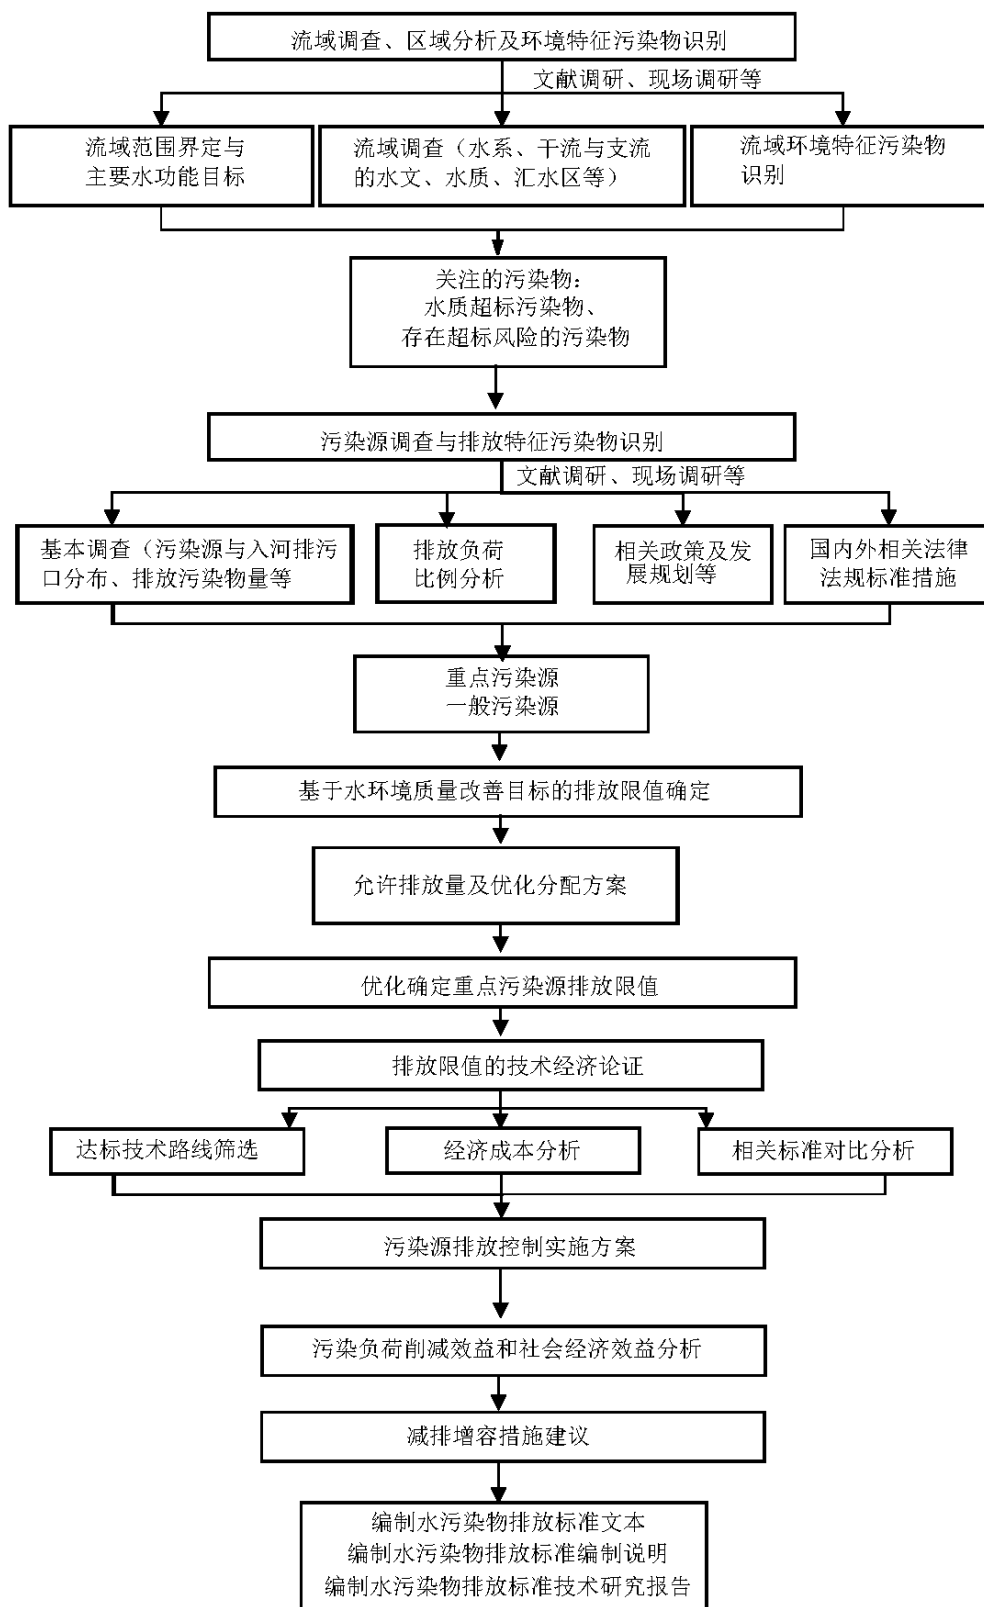 流域调查、区域分析及环境特征污染物识别
文献调研、现场调研等
流域范围界定与
主要水功能目标
流域调查（水系、干流与支流
的水文、水质、汇水区等）
流域环境特征污染物
识别
关注的污染物：
水质超标污染物、
存在超标风险的污染物
污染源调查与排放特征污染物识别
文献调研、现场调研等
基本调查（污染源与入河排污
口分布、排放污染物量等
排放负荷
比例分析
相关政策及发
展规划等
国内外相关法律
法规标准措施
重点污染源
一般污染源
基于水环境质量改善目标的排放限值确定
允许排放量及优化分配方案
优化确定重点污染源排放限值
排放限值的技术经济论证
达标技术路线筛选
经济成本分析
相关标准对比分析
污染源排放控制实施方案
污染负荷削减效益和社会经济效益分析
减排增容措施建议
编制水污染物排放标准文本
编制水污染物排放标准编制说明
编制水污染物排放标准技术研究报告